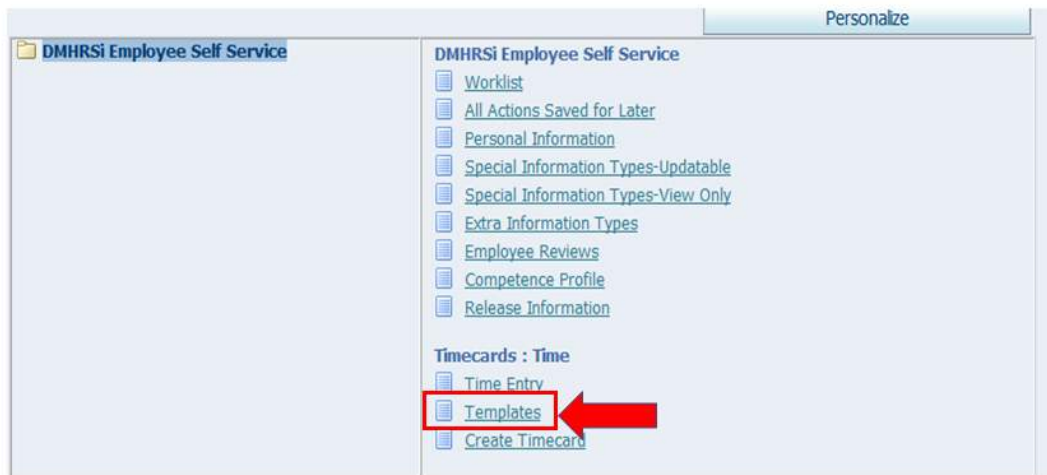 Personalize
DMHRSi Employee Self Service
DMHRSi Employee Self Service
Worklist
All Actions Saved for Later
Personal Information
Special Information Types-Updatable
Special Information Types-View Only
Extra Information Types
Employee Reviews
Competence Profile
Release Information
Timecards : Time
Time Entry
Templates
Create Timecard